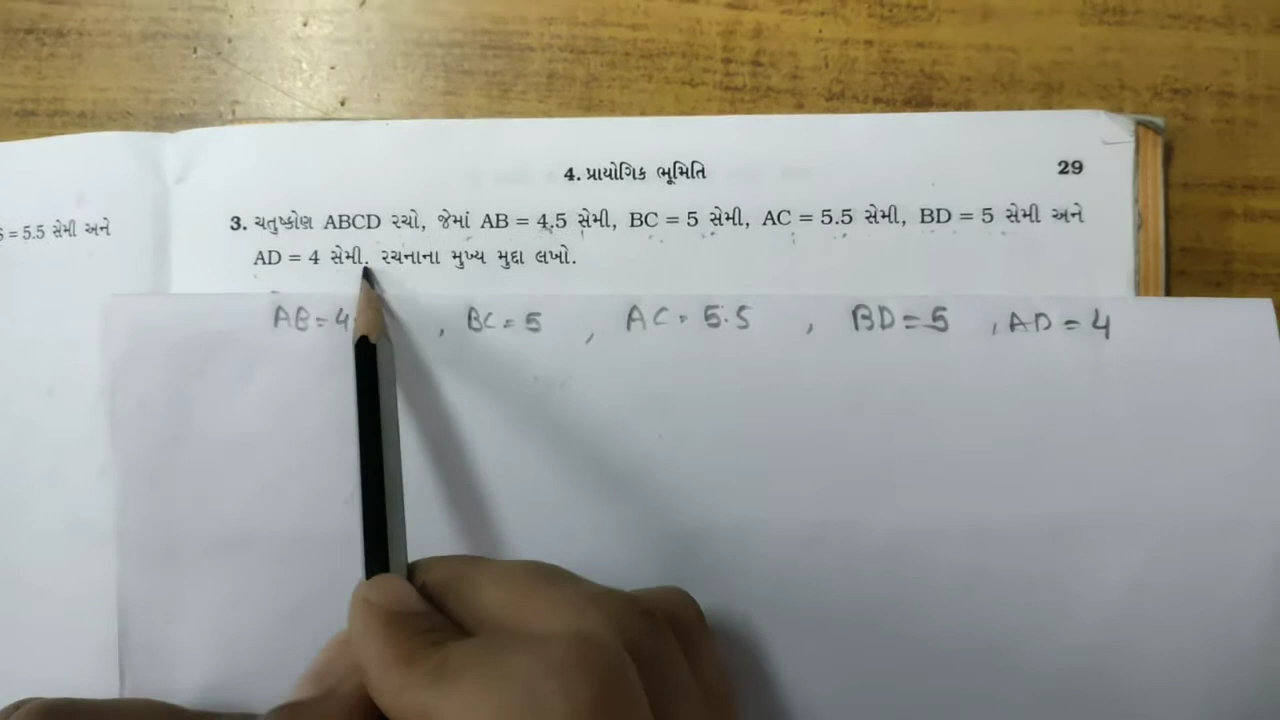 4. પ્રાયોગિક ભૂમિતિ 29
= 5.5 સેમી અને
3. ચતુષ્કોણ ABCD રચો, જેમાં AB = 4.5 સેમી, BC = 5 સેમી, AC = 5.5 સેમી, BD = 5 સેમી અને
AD = 4 સેમી. રચનાના મુખ્ય મુદ્દા લખો.
AB=4 , BC=5 , AC=5.5 , BD=5 , AD=4